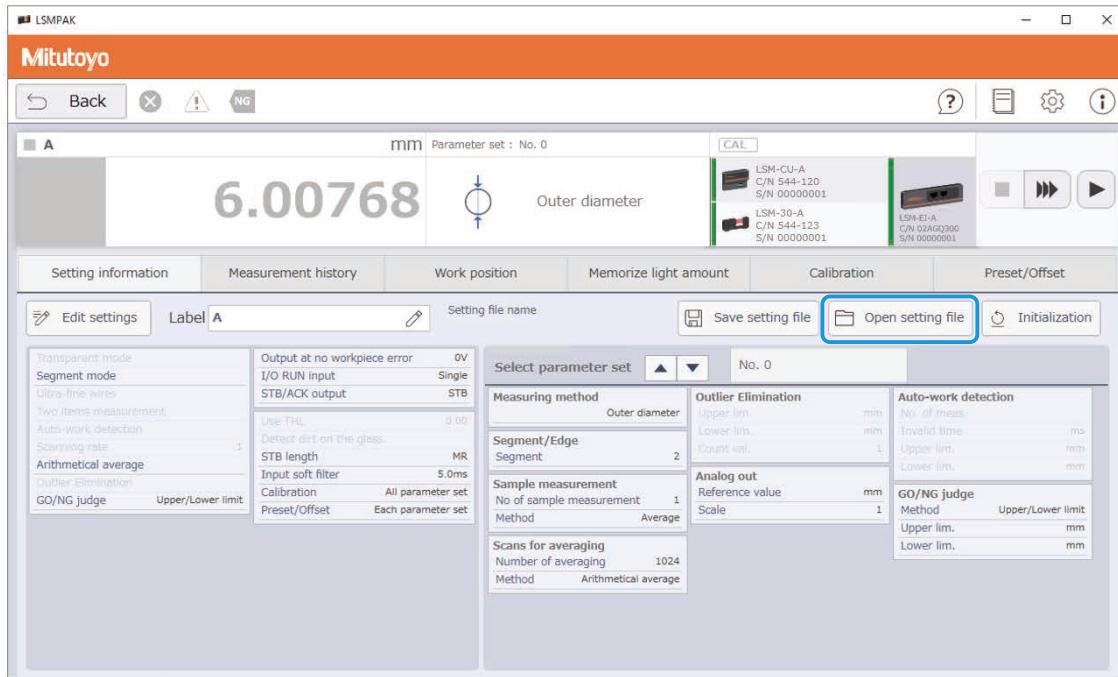 LSMPAK
Mitutoyo
Back
NG
?
i
A
mm
Parameter set : No. 0
CAL
6.00768
Outer diameter
LSM-CU-A
C/N 544-120
S/N 00000001
LSM-30-A
C/N 544-123
S/N 00000001
LSM-EI-A
C/N 02AGQ300
S/N 00000001
Setting information
Measurement history
Work position
Memorize light amount
Calibration
Preset/Offset
Edit settings
Label A
Setting file name
Save setting file
Open setting file
Initialization
Transparent mode
Segment mode
Ultra-fine wires
Two items measurement
Auto-work detection
Scanning rate 1
Arithmetical average
Outlier Elimination
GO/NG judge Upper/Lower limit
Output at no workpiece error 0V
I/O RUN input Single
STB/ACK output STB
Use THL 0.00
Detect dirt on the glass.
STB length MR
Input soft filter 5.0ms
Calibration All parameter set
Preset/Offset Each parameter set
Select parameter set
No. 0
Measuring method
Outer diameter
Segment/Edge
Segment 2
Sample measurement
No of sample measurement 1
Method Average
Scans for averaging
Number of averaging 1024
Method Arithmetical average
Outlier Elimination
Upper lim. mm
Lower lim. mm
Count val. 1
Analog out
Reference value mm
Scale 1
Auto-work detection
No. of meas.
Invalid time ms
Upper lim. mm
Lower lim. mm
GO/NG judge
Method Upper/Lower limit
Upper lim. mm
Lower lim. mm